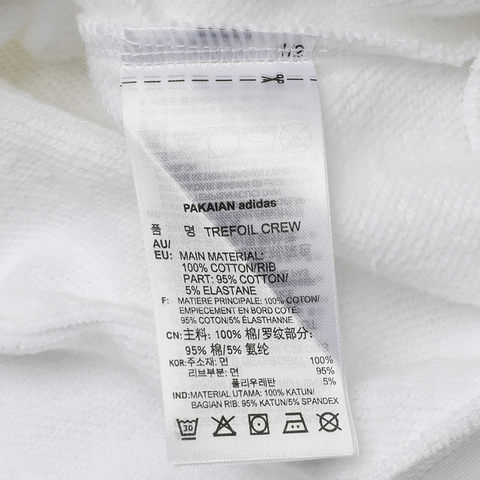 1/2
PAKAIAN adidas
품 명 TREFOIL CREW
AU/
EU: MAIN MATERIAL:
100% COTTON/RIB
PART: 95% COTTON/
5% ELASTANE
F: MATIERE PRINCIPALE: 100% COTON/
EMPIECEMENT EN BORD COTE:
95% COTON/5% ÉLASTHANNE
CN: 主料: 100% 棉/罗纹部分:
95% 棉/5% 氨纶
KOR: 주소재: 면 100%
리브부분: 면 95%
폴리우레탄 5%
IND: MATERIAL UTAMA: 100% KATUN/
BAGIAN RIB: 95% KATUN/5% SPANDEX
30